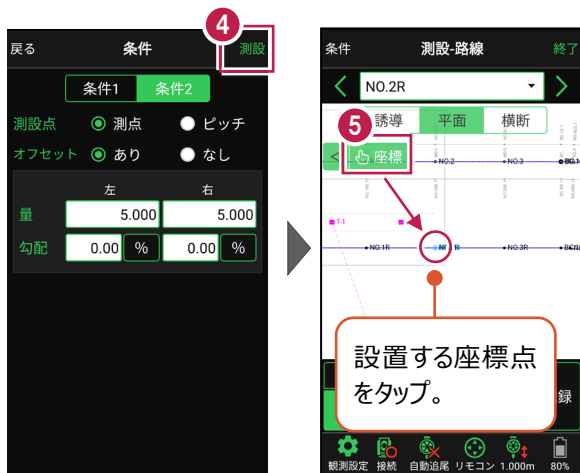 4
戻る 条件 測設
条件1 条件2
測設点 測点 ピッチ
オフセット あり なし
左 右
量 5.000 5.000
勾配 0.00 % 0.00 %
条件 測設-路線 終了
< NO.2R >
5
誘導 平面 横断
< 座標
NO.2 NO.3
T-1
NO.1R NO.3R
設置する座標点
をタップ。
録
観測設定 接続 自動追尾 リモコン 1.000m 80%